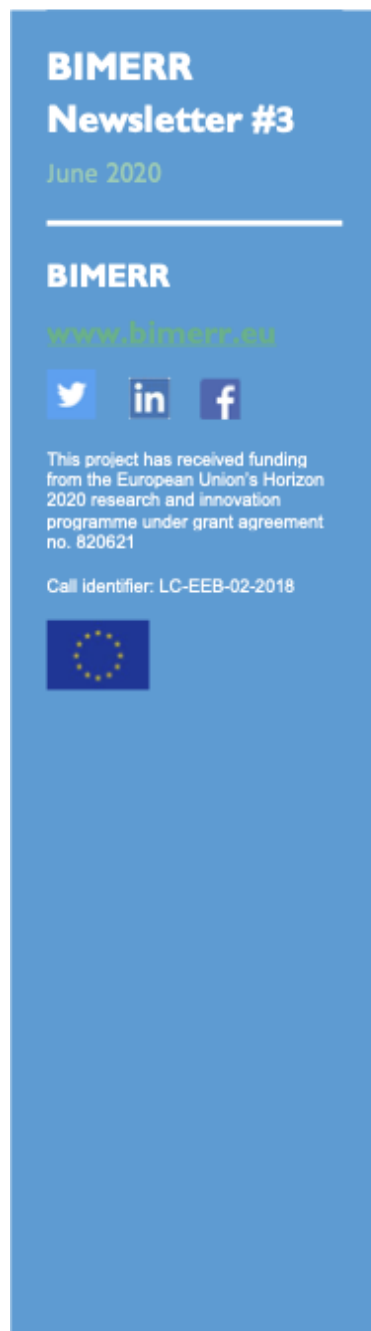 BIMERR
Newsletter #3
June 2020
BIMERR
www.bimerr.eu
in
f
This project has received funding
from the European Union's Horizon
2020 research and innovation
programme under grant agreement
no. 820621
Call identifier: LC-EEB-02-2018